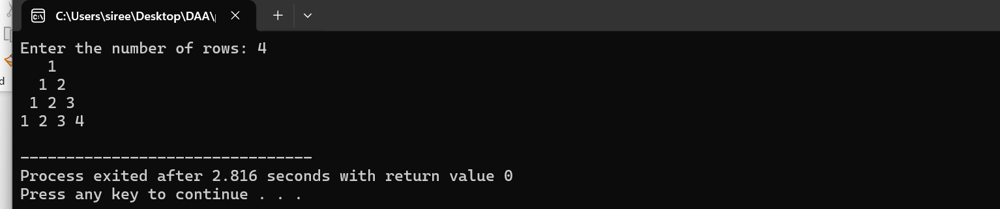 C:\Users\siree\Desktop\DAA\
Enter the number of rows: 4
   1
  1 2
 1 2 3
1 2 3 4
d
--------------------------------
Process exited after 2.816 seconds with return value 0
Press any key to continue . . .